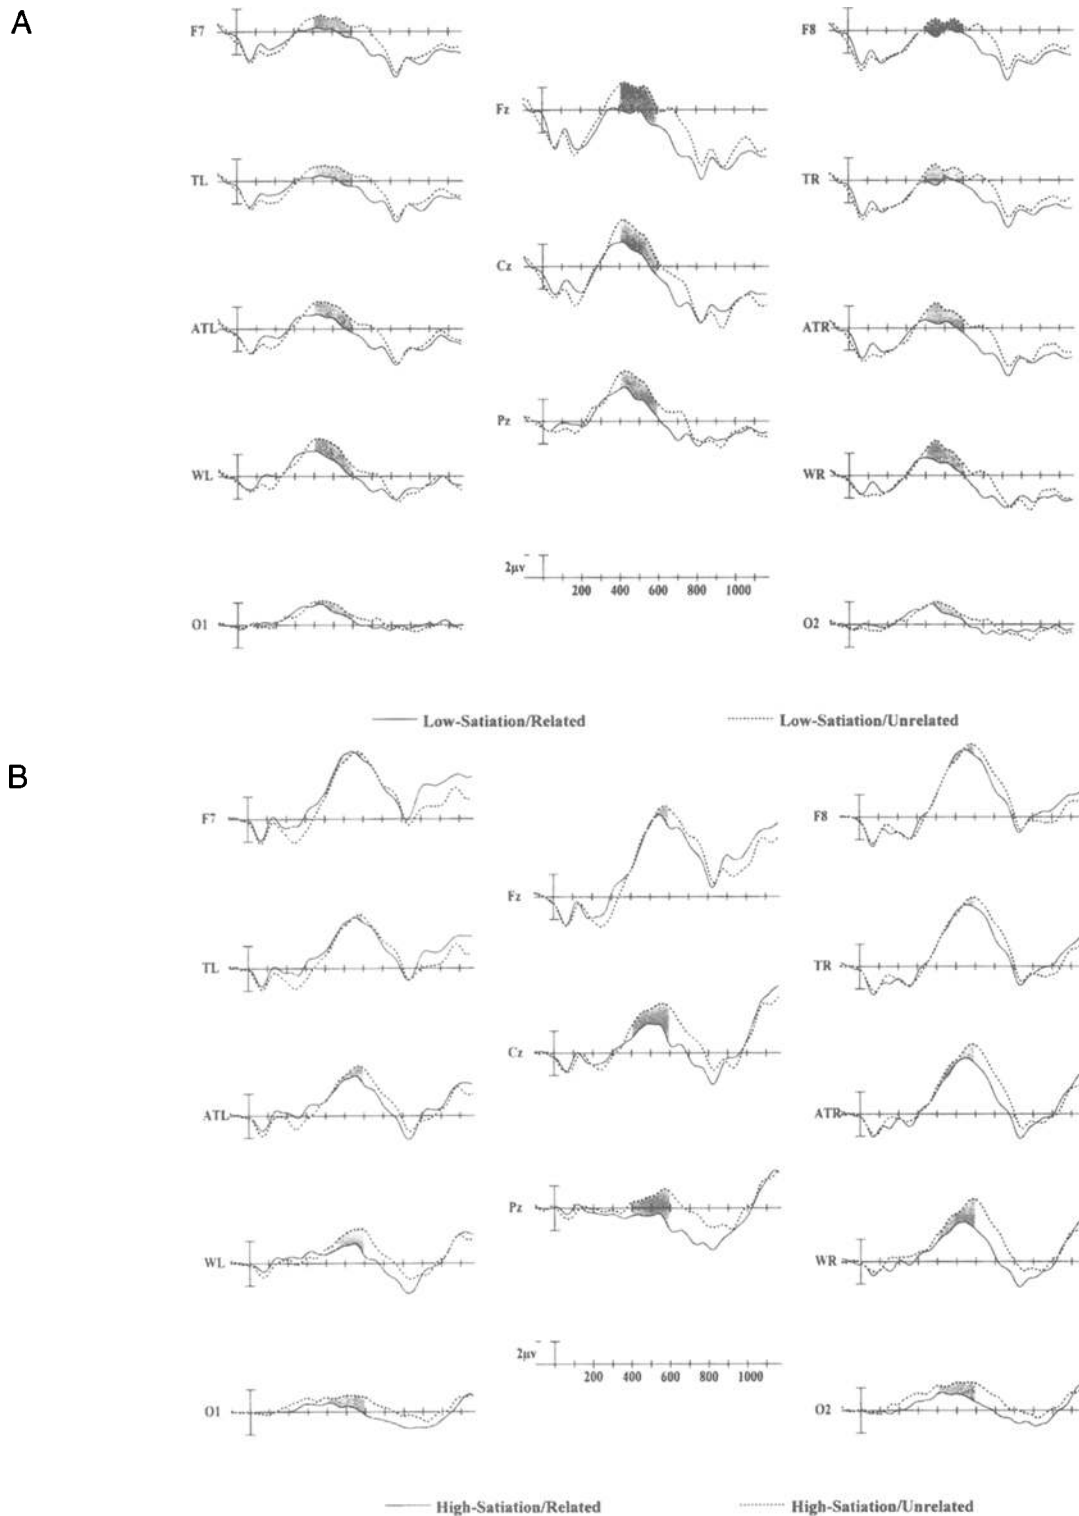 A
F7
F8
Fz
TL
TR
Cz
ATL
ATR
Pz
WL
WR
2μv
200 400 600 800 1000
O1
O2
Low-Satiation/Related
Low-Satiation/Unrelated
B
F7
F8
Fz
TL
TR
Cz
ATL
ATR
Pz
WL
WR
2μv
200 400 600 800 1000
O1
O2
High-Satiation/Related
High-Satiation/Unrelated